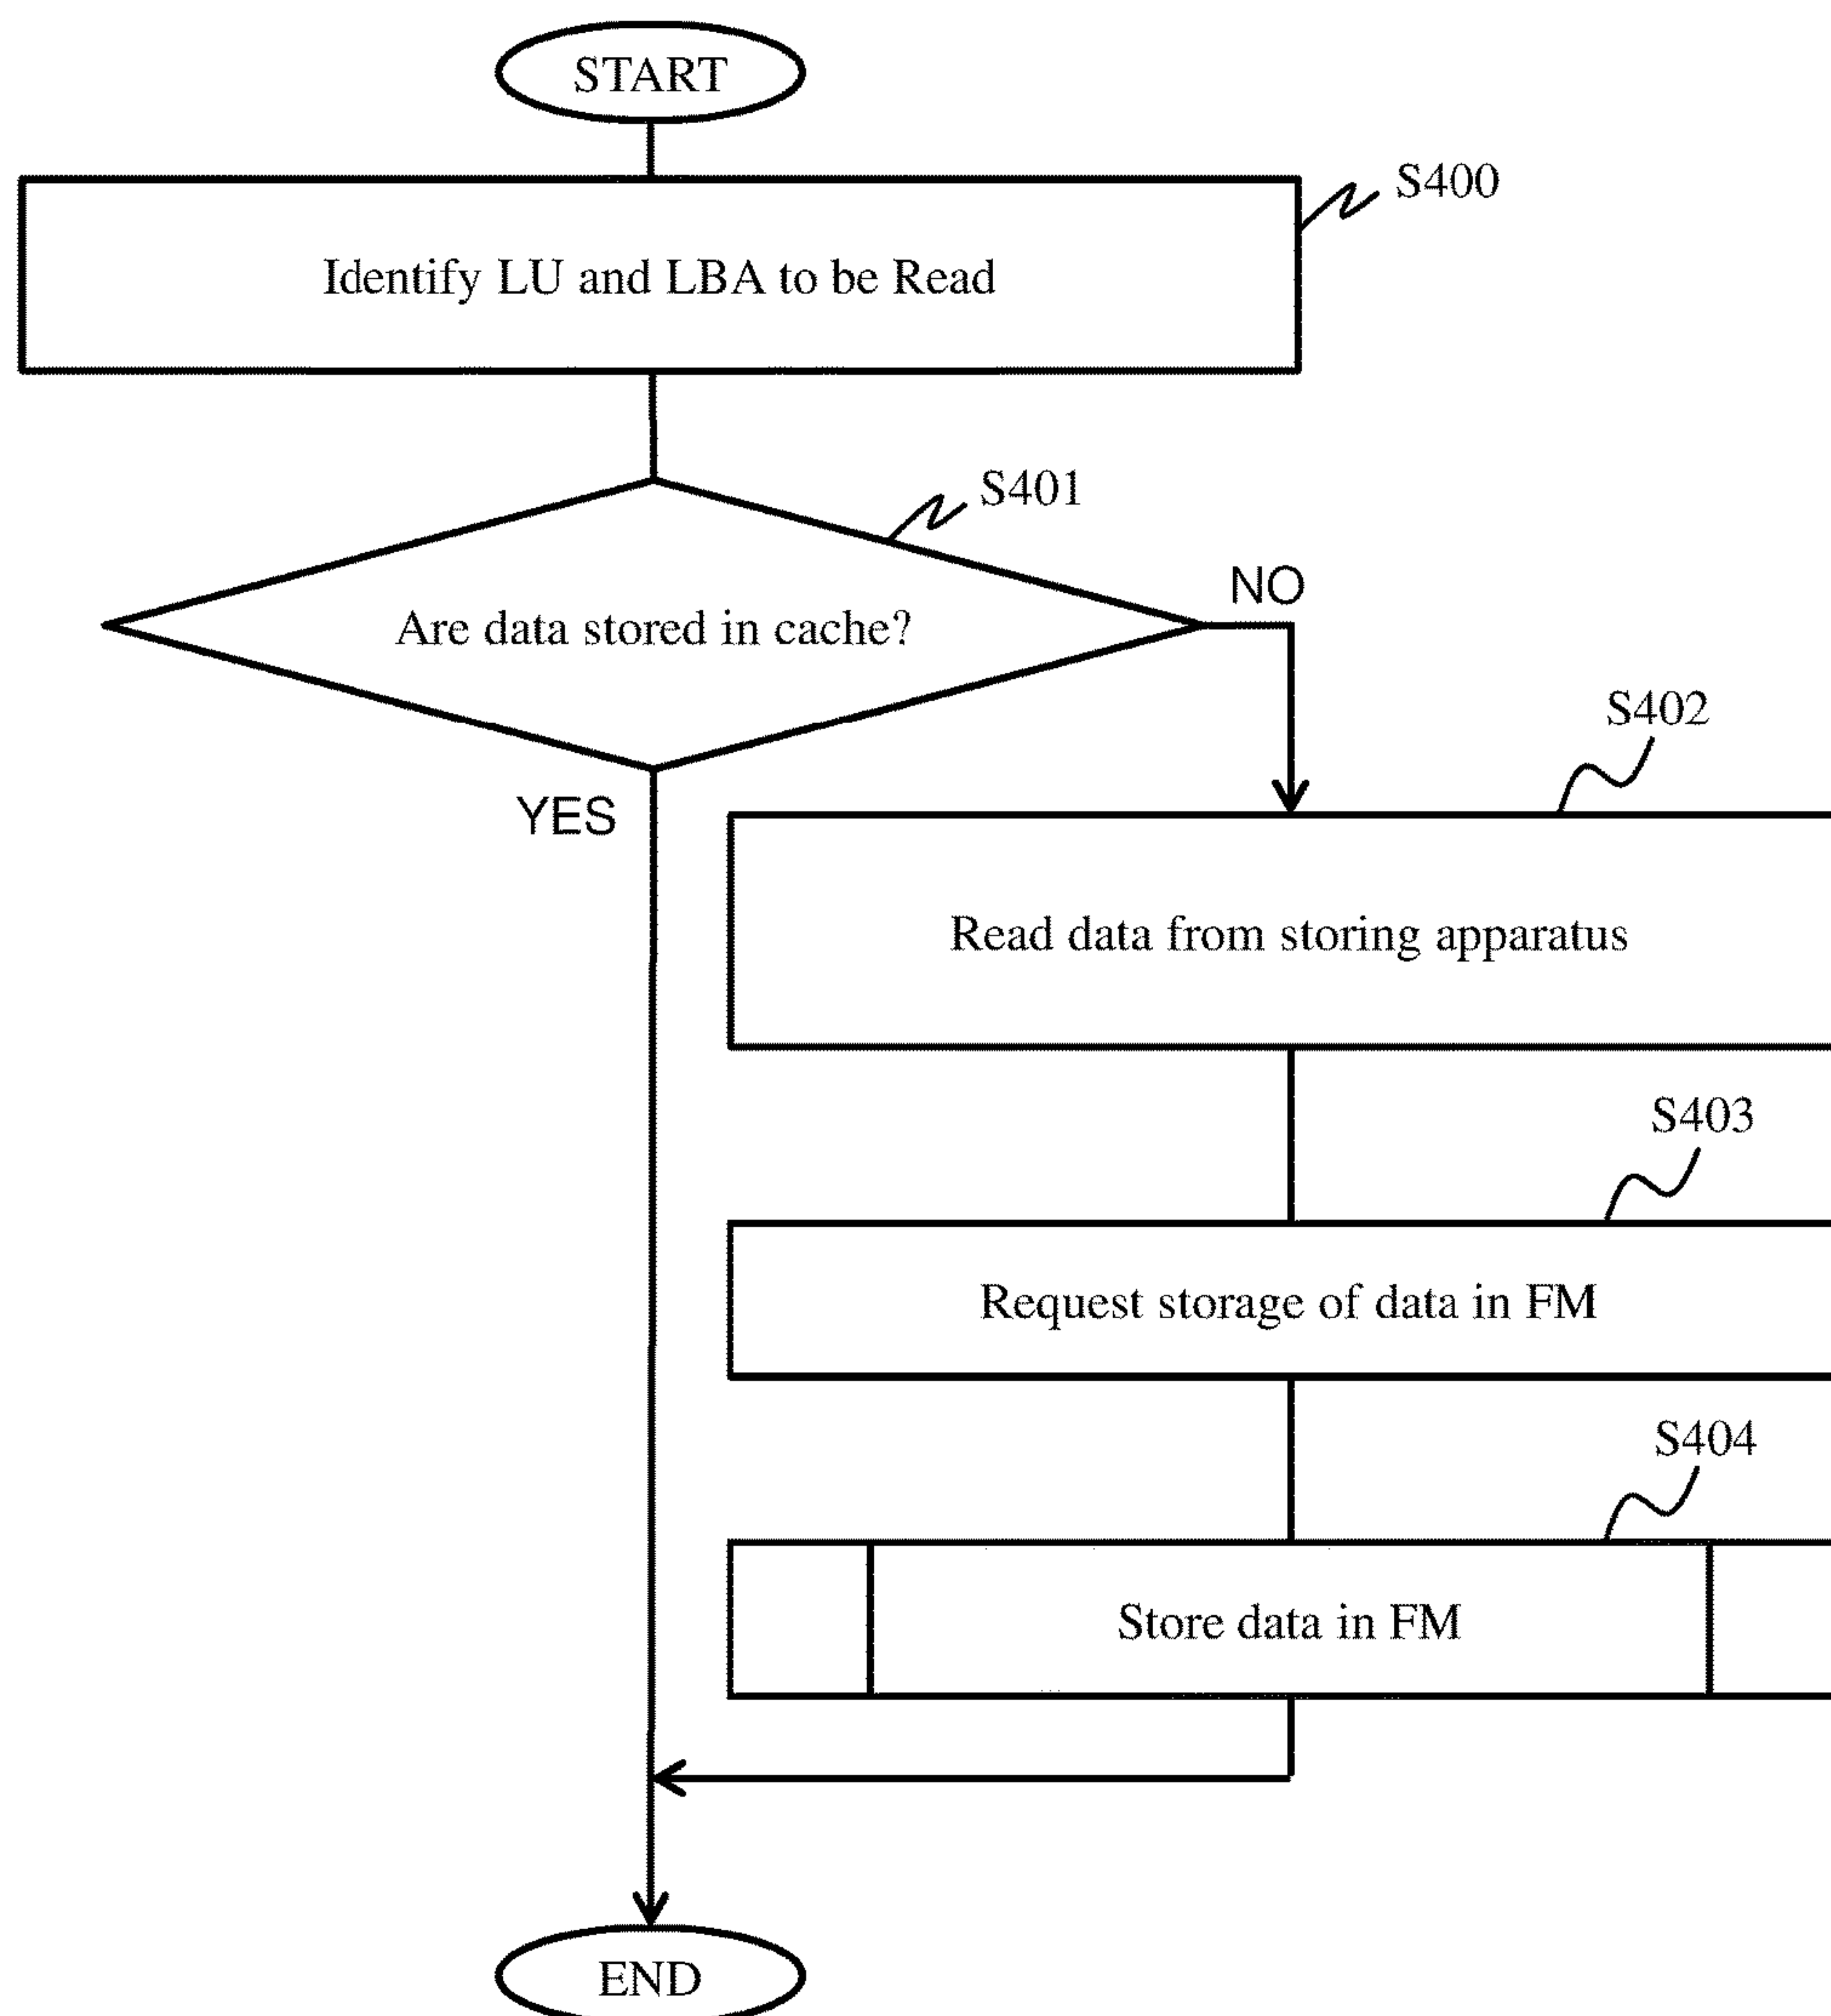 START
S400
Identify LU and LBA to be Read
S401
Are data stored in cache?
NO
YES
S402
Read data from storing apparatus
S403
Request storage of data in FM
S404
Store data in FM
END